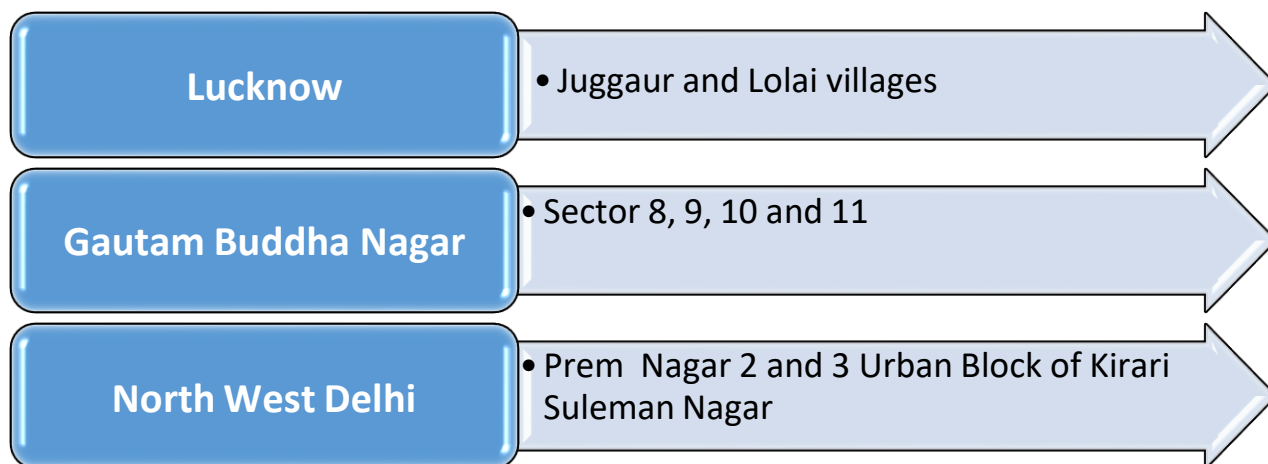 Lucknow
• Juggaur and Lolai villages
Gautam Buddha Nagar
• Sector 8, 9, 10 and 11
North West Delhi
• Prem Nagar 2 and 3 Urban Block of Kirari
Suleman Nagar